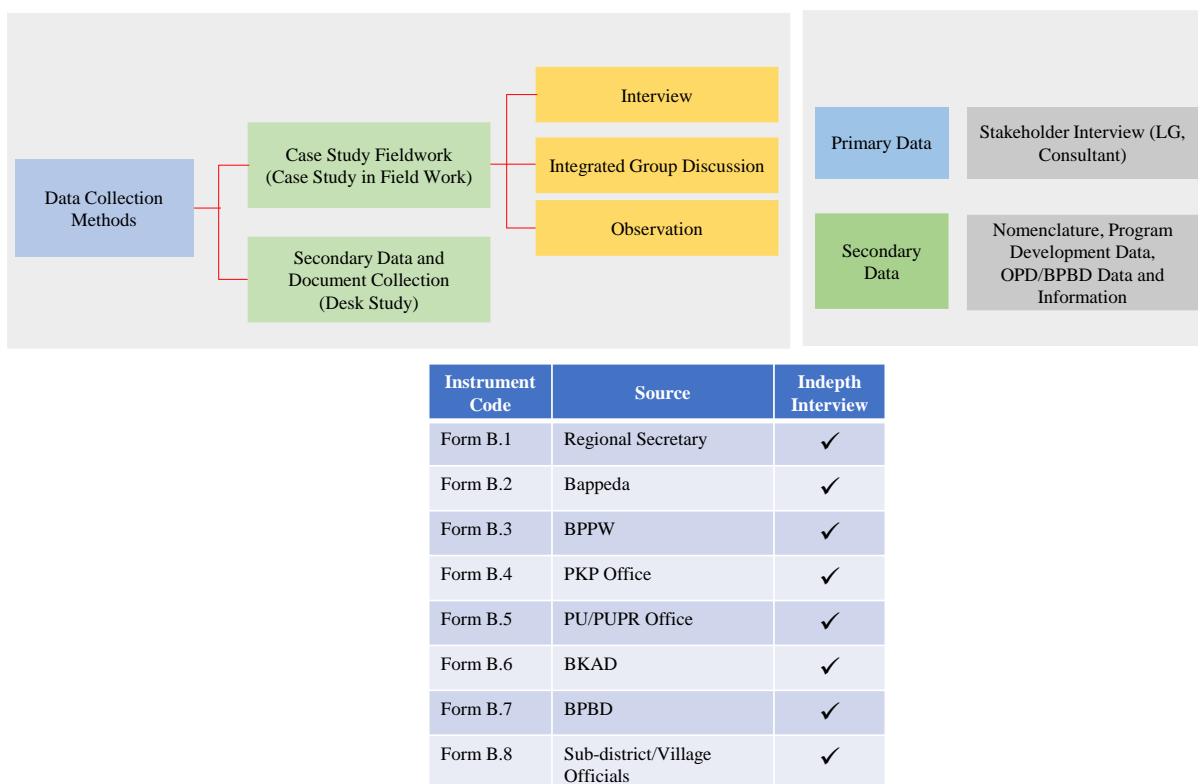 Data Collection
Methods
Case Study Fieldwork
(Case Study in Field Work)
Secondary Data and
Document Collection
(Desk Study)
Interview
Integrated Group Discussion
Observation
Primary Data
Stakeholder Interview (LG,
Consultant)
Secondary
Data
Nomenclature, Program
Development Data,
OPD/BPBD Data and
Information
Instrument
Code
Source
Indepth
Interview
Form B.1 Regional Secretary ✓
Form B.2 Bappeda ✓
Form B.3 BPPW ✓
Form B.4 PKP Office ✓
Form B.5 PU/PUPR Office ✓
Form B.6 BKAD ✓
Form B.7 BPBD ✓
Form B.8 Sub-district/Village ✓
Officials